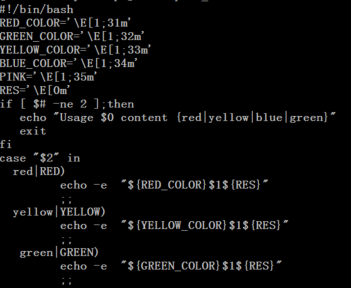 #!/bin/bash
RED_COLOR='\E[1;31m'
GREEN_COLOR='\E[1;32m'
YELLOW_COLOR='\E[1;33m'
BLUE_COLOR='\E[1;34m'
PINK='\E[1;35m'
RES='\E[0m'
if [ $# -ne 2 ];then
   echo "Usage $0 content {red|yellow|blue|green}"
   exit
fi
case "$2" in
  red|RED)
         echo -e  "${RED_COLOR}$1${RES}"
         ;;
  yellow|YELLOW)
         echo -e  "${YELLOW_COLOR}$1${RES}"
         ;;
   green|GREEN)
         echo -e  "${GREEN_COLOR}$1${RES}"
         ;;